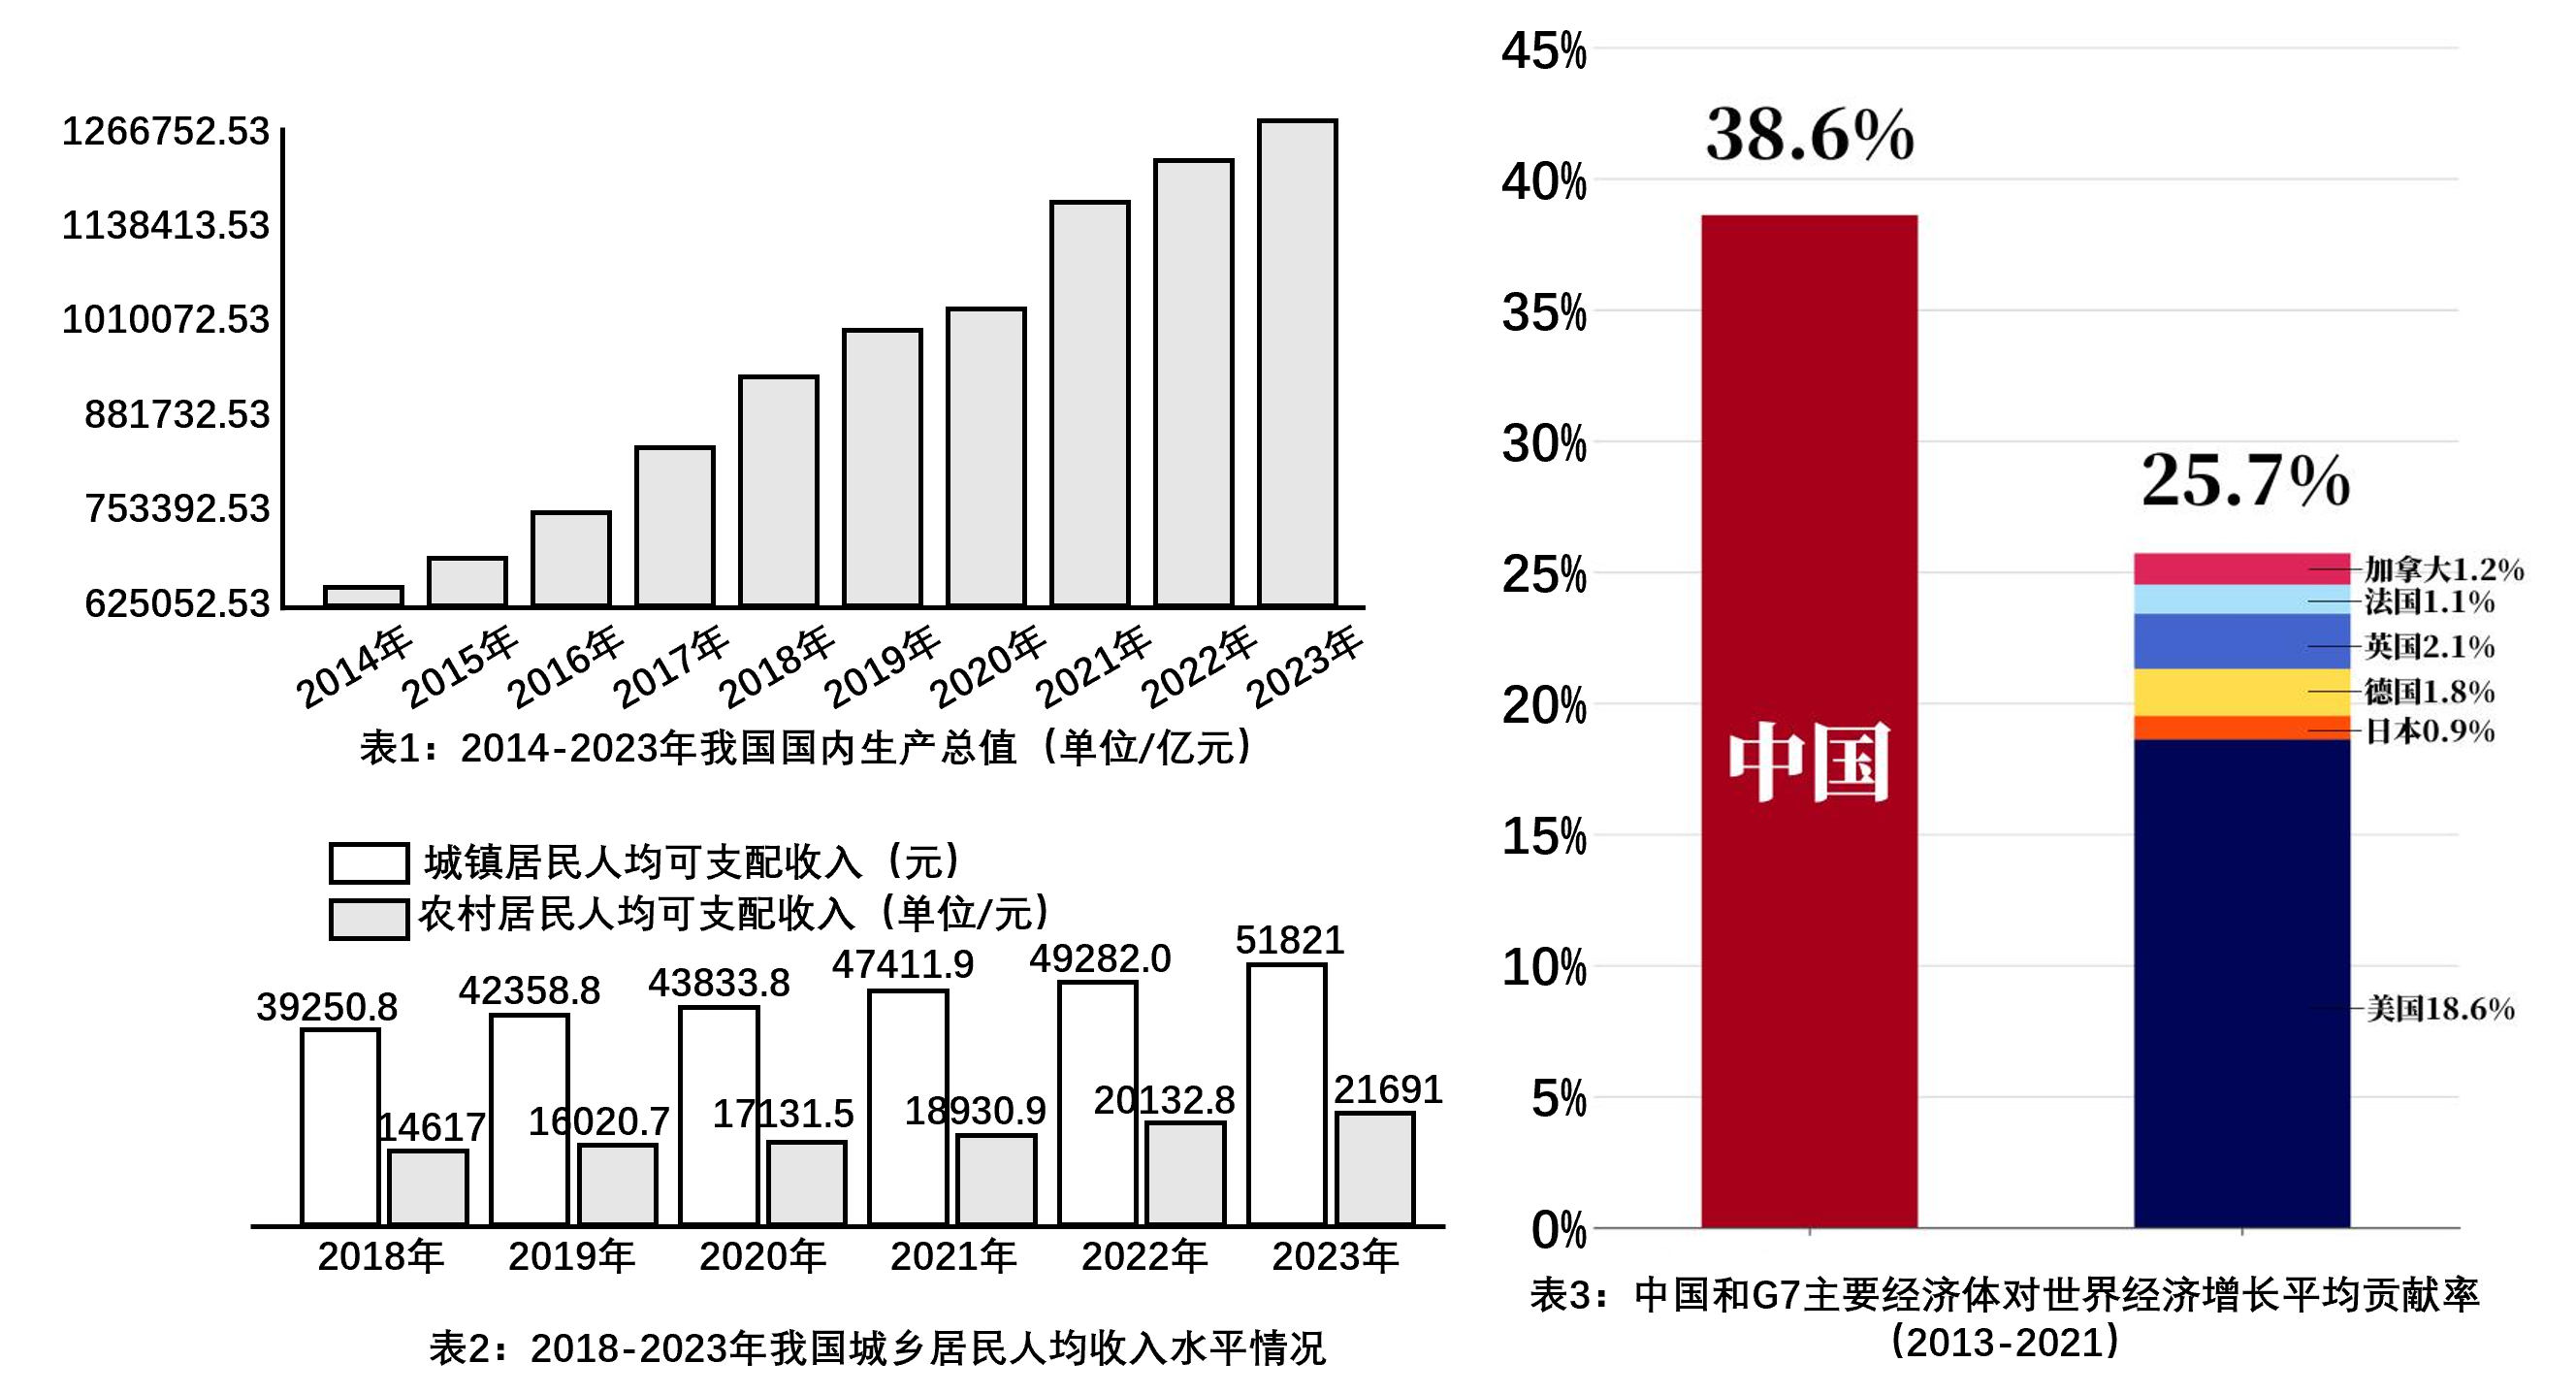 1266752.53
1138413.53
1010072.53
881732.53
753392.53
625052.53
2014年 2015年 2016年 2017年 2018年 2019年 2020年 2021年 2022年 2023年
表1：2014-2023年我国国内生产总值（单位/亿元）
城镇居民人均可支配收入（元）
农村居民人均可支配收入（单位/元）
39250.8 42358.8 43833.8 47411.9 49282.0 51821
14617 16020.7 17131.5 18930.9 20132.8 21691
2018年 2019年 2020年 2021年 2022年 2023年
表2：2018-2023年我国城乡居民人均收入水平情况
45%
40%
35%
30%
25%
20%
15%
10%
5%
0%
38.6%
中国
25.7%
加拿大1.2%
法国1.1%
英国2.1%
德国1.8%
日本0.9%
美国18.6%
表3：中国和G7主要经济体对世界经济增长平均贡献率
（2013-2021）